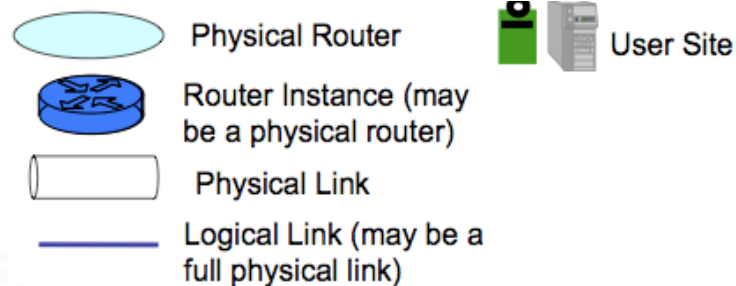 Physical Router
User Site
Router Instance (may
be a physical router)
Physical Link
Logical Link (may be a
full physical link)